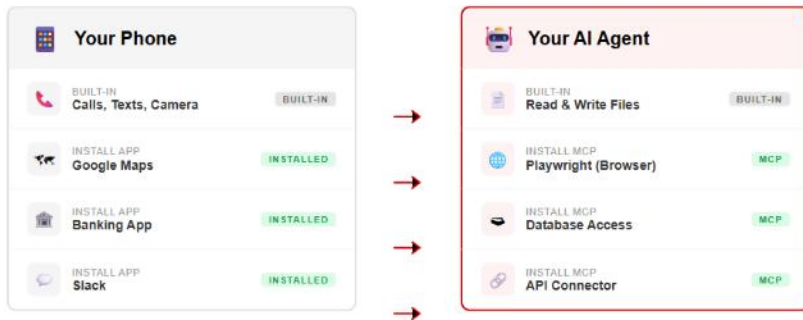 Your Phone
BUILT-IN
Calls, Texts, Camera
BUILT-IN
INSTALL APP
Google Maps
INSTALLED
INSTALL APP
Banking App
INSTALLED
INSTALL APP
Slack
INSTALLED
Your AI Agent
BUILT-IN
Read & Write Files
BUILT-IN
INSTALL MCP
Playwright (Browser)
MCP
INSTALL MCP
Database Access
MCP
INSTALL MCP
API Connector
MCP